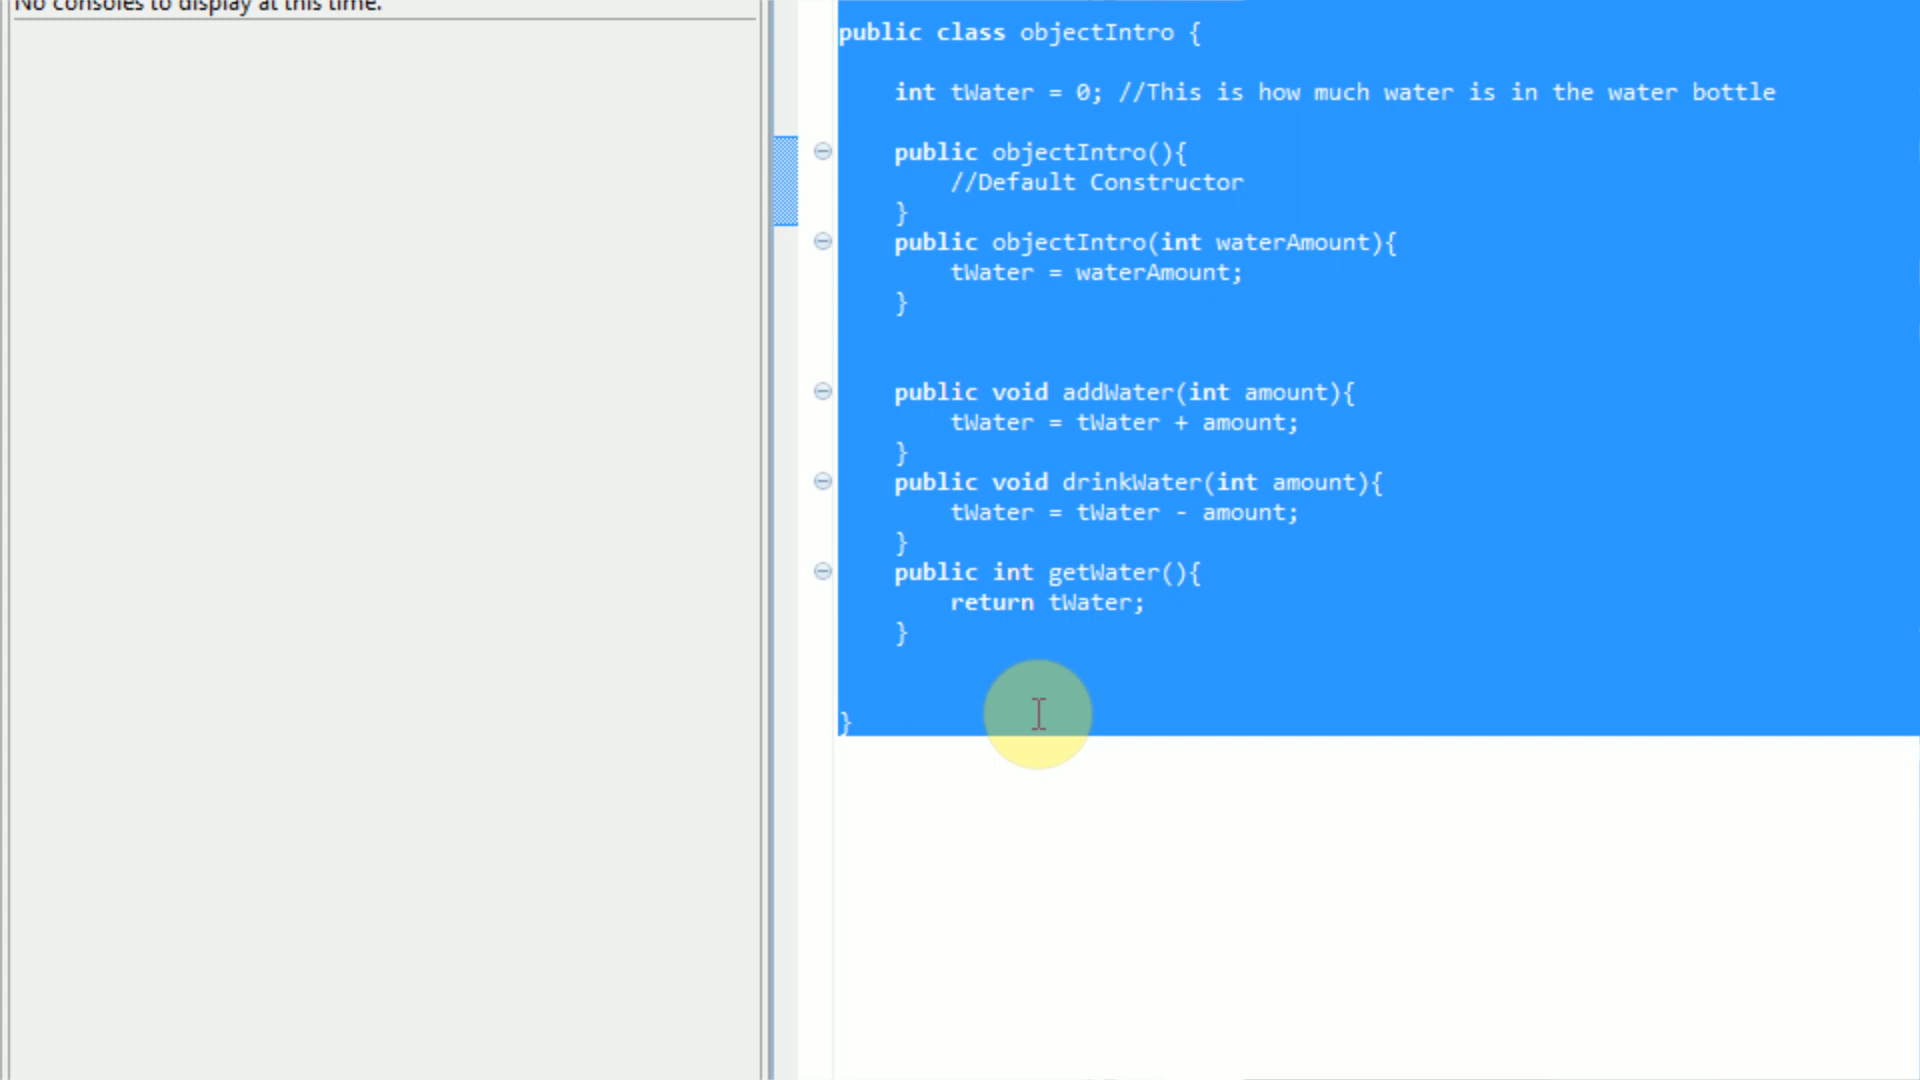 No consoles to display at this time.
public class objectIntro {
int tWater = 0; //This is how much water is in the water bottle
public objectIntro(){
//Default Constructor
}
public objectIntro(int waterAmount){
tWater = waterAmount;
}
public void addWater(int amount){
tWater = tWater + amount;
}
public void drinkWater(int amount){
tWater = tWater - amount;
}
public int getWater(){
return tWater;
}
}